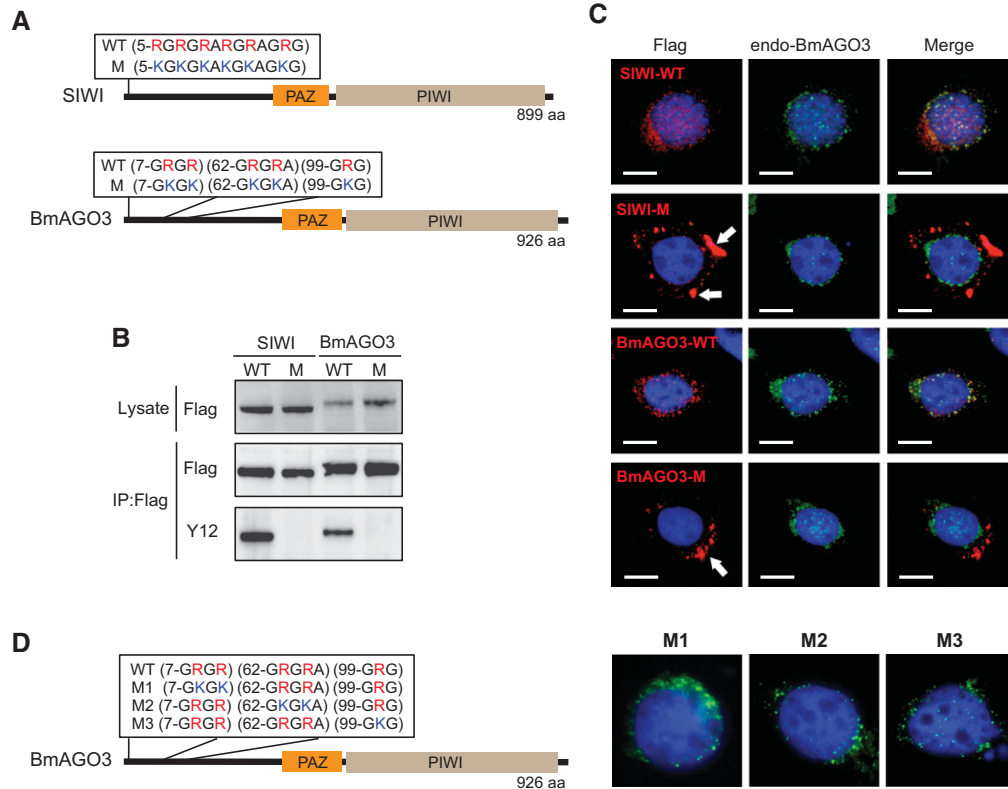 A
WT (5-RGRGRARGRAGRG)
M (5-KGKGKAKGKAGKG)
SIWI
PAZ
PIWI
899 aa
WT (7-GRGR)(62-GRGRA)(99-GRG)
M (7-GKGK)(62-GKGKA)(99-GKG)
BmAGO3
PAZ
PIWI
926 aa
B
SIWI BmAGO3
WT M WT M
Lysate Flag
IP:Flag
Flag
Y12
C
Flag endo-BmAGO3 Merge
SIWI-WT
SIWI-M
BmAGO3-WT
BmAGO3-M
D
WT (7-GRGR)(62-GRGRA)(99-GRG)
M1 (7-GKGK)(62-GRGRA)(99-GRG)
M2 (7-GRGR)(62-GKGKA)(99-GRG)
M3 (7-GRGR)(62-GRGRA)(99-GKG)
BmAGO3
PAZ
PIWI
926 aa
M1 M2 M3